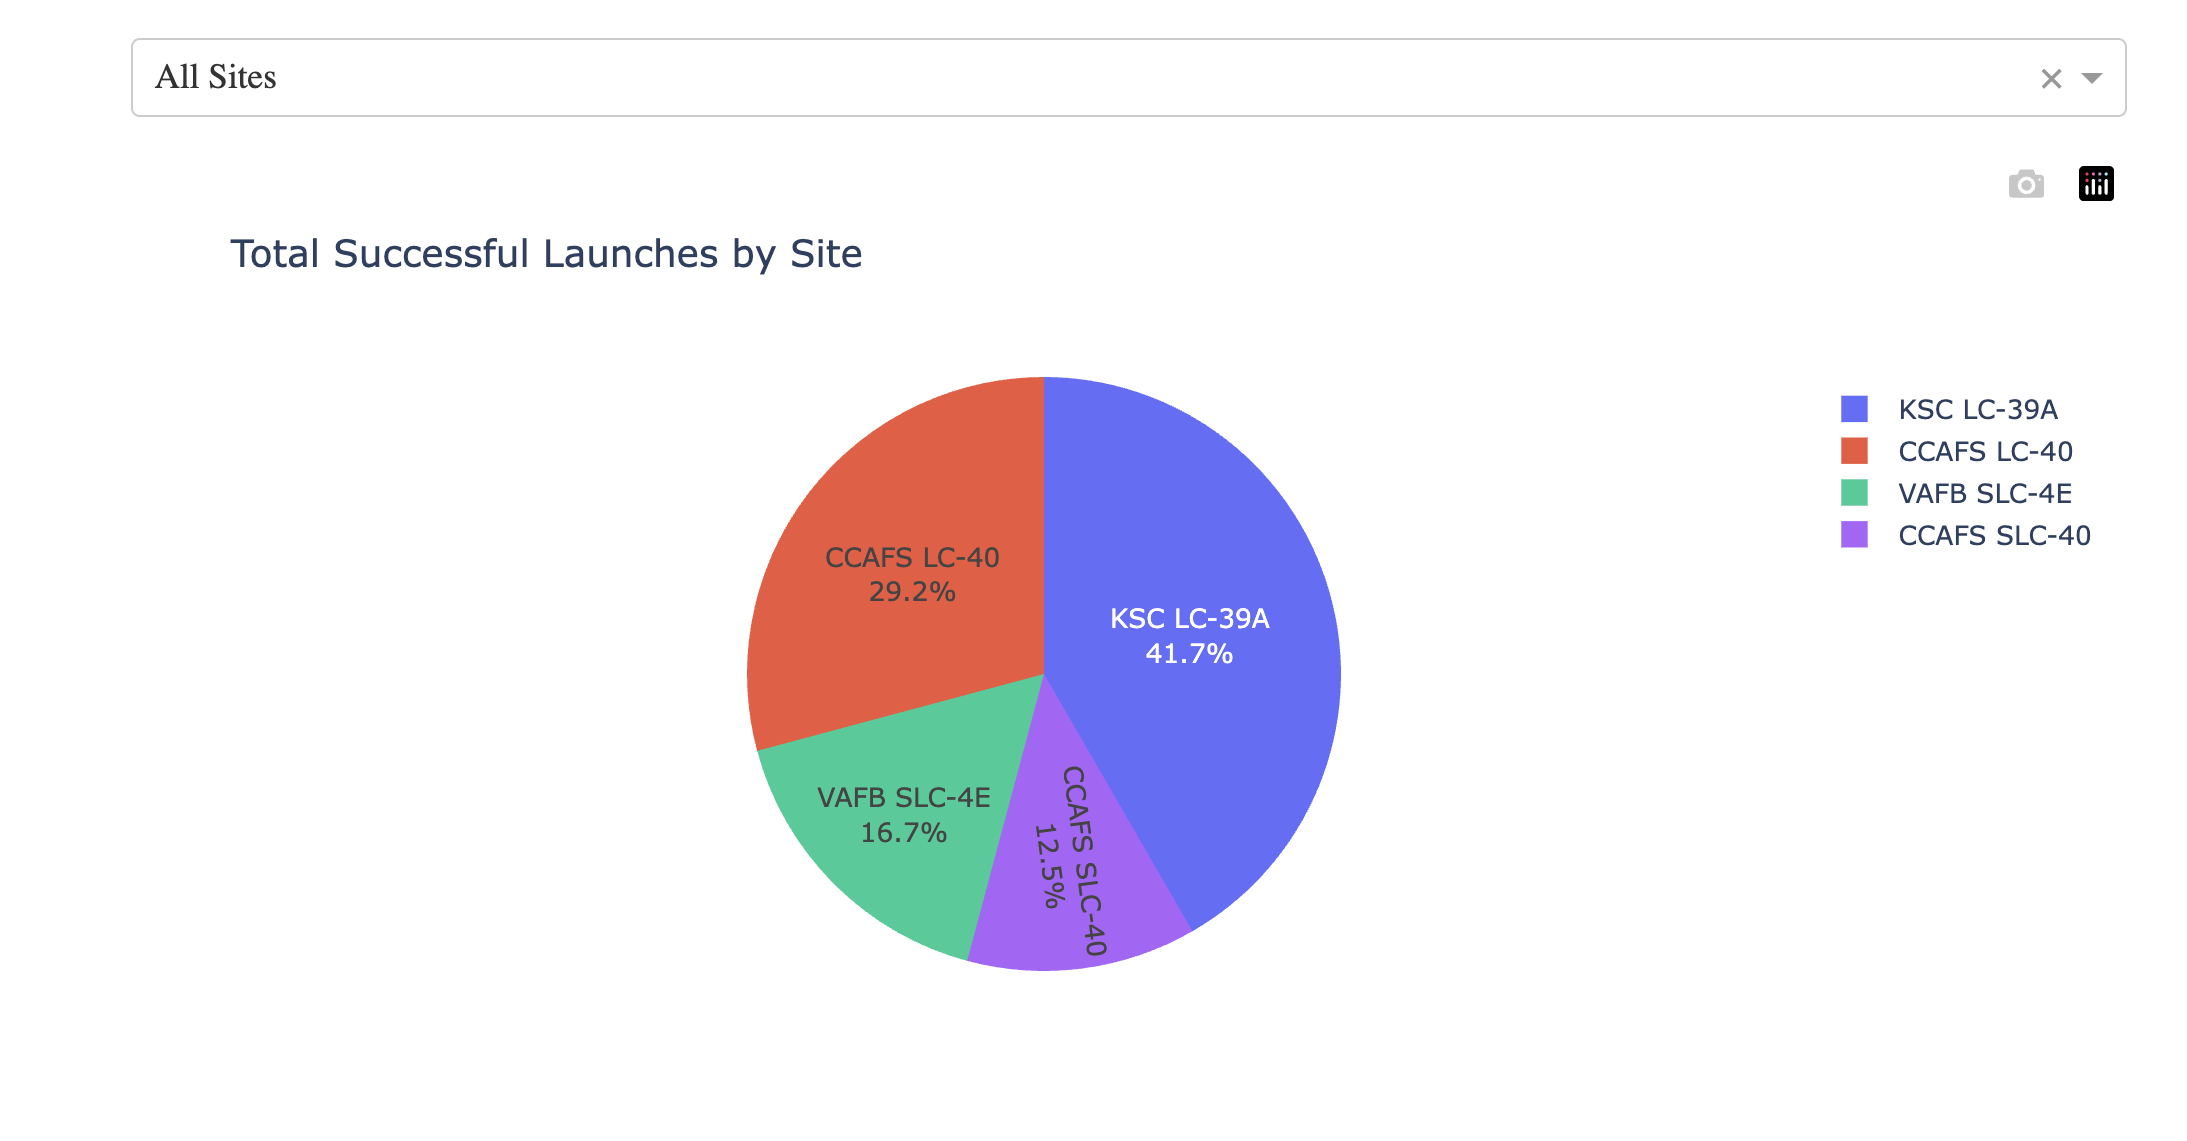 All Sites
Total Successful Launches by Site
KSC LC-39A
CCAFS LC-40
VAFB SLC-4E
CCAFS SLC-40
CCAFS LC-40
29.2%
KSC LC-39A
41.7%
VAFB SLC-4E
16.7%
CCAFS SLC-40
12.5%